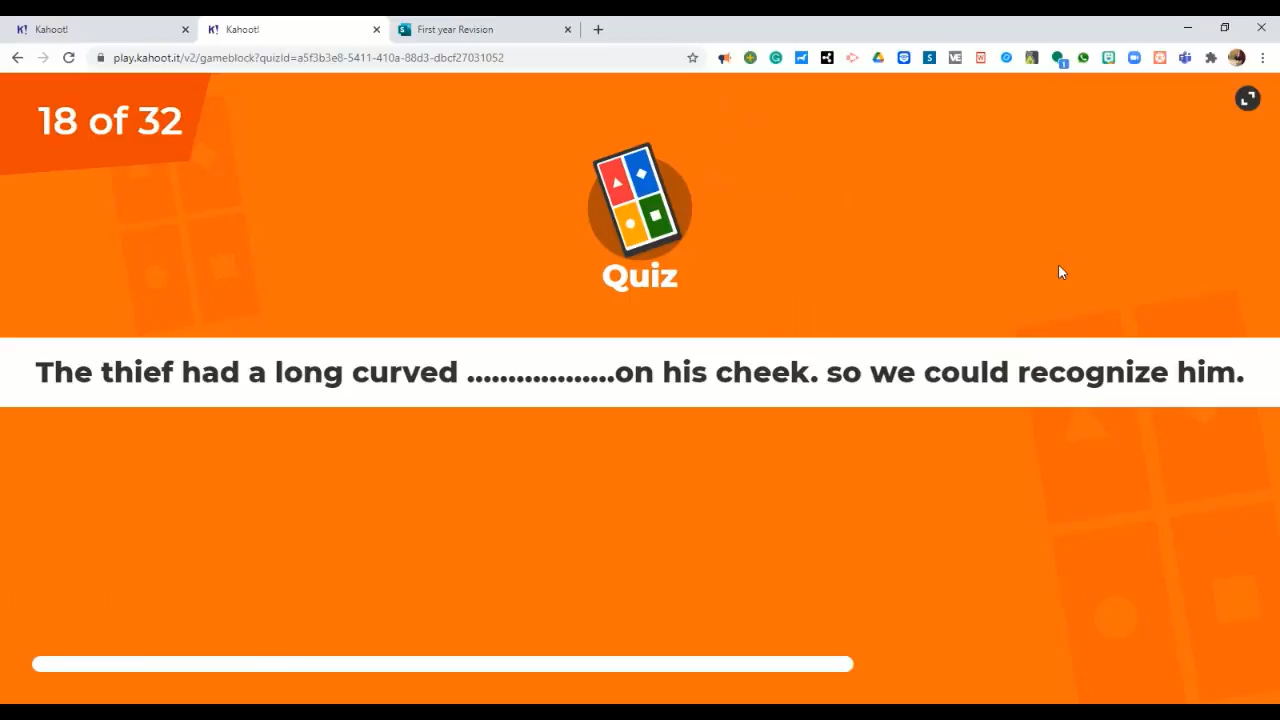 Kahoot!
Kahoot!
First year Revision
play.kahoot.it/v2/gameblock?quizId=a5f3b3e8-5411-410a-88d3-dbcf27031052
18 of 32
Quiz
The thief had a long curved ..................on his cheek. so we could recognize him.